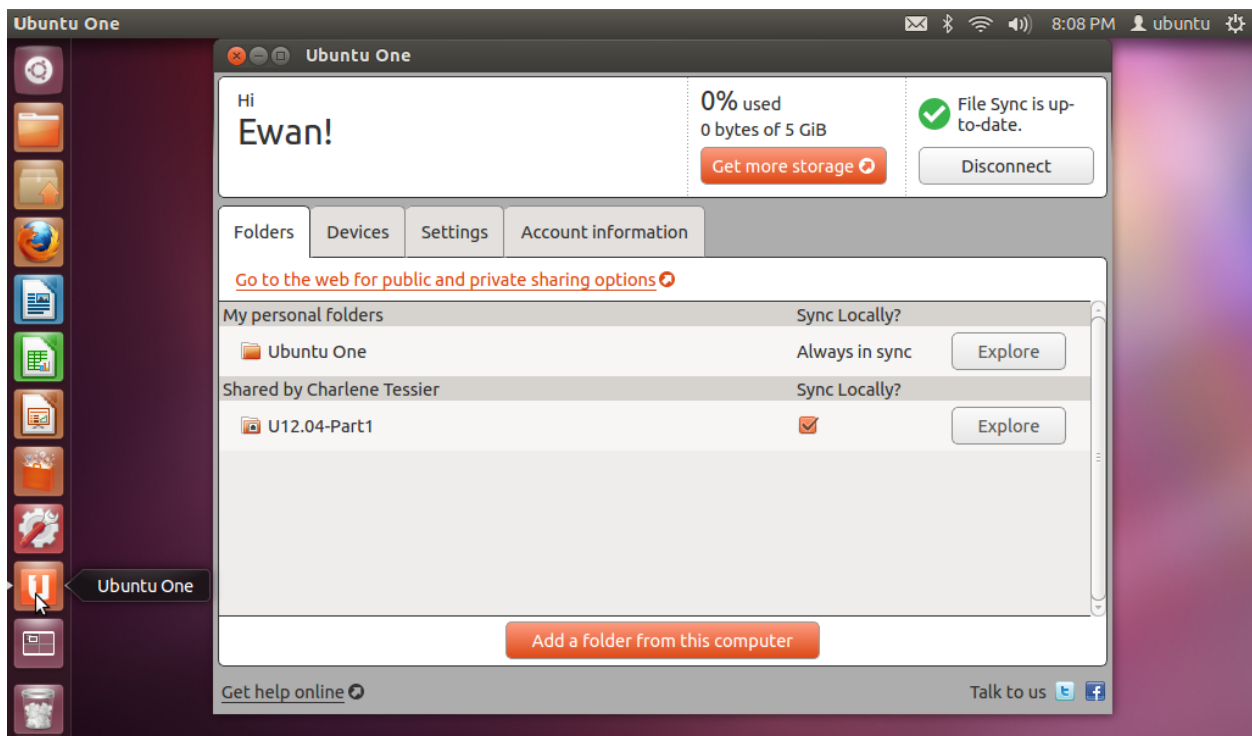 Ubuntu One
8:08 PM
ubuntu
Ubuntu One
Hi
Ewan!
0% used
0 bytes of 5 GiB
Get more storage
File Sync is up-
to-date.
Disconnect
Folders
Devices
Settings
Account information
Go to the web for public and private sharing options
My personal folders
Sync Locally?
Ubuntu One
Always in sync
Explore
Shared by Charlene Tessier
Sync Locally?
U12.04-Part1
Explore
Ubuntu One
Add a folder from this computer
Get help online
Talk to us